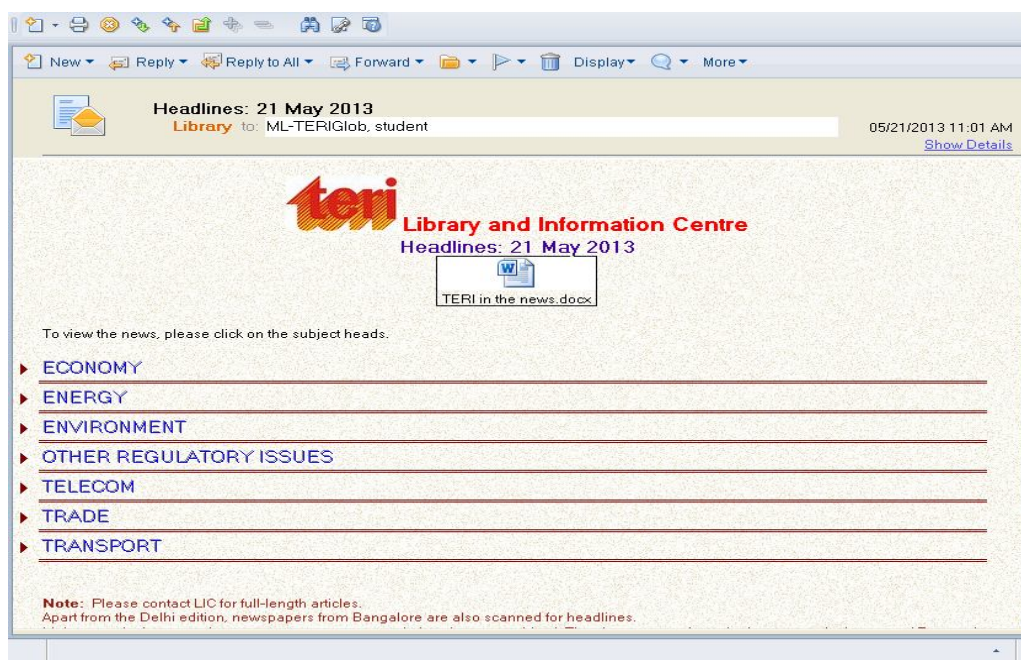 New Reply Reply to All Forward Display More
Headlines: 21 May 2013
Library to: ML-TERIGlob, student
05/21/2013 11:01 AM
Show Details
teri
Library and Information Centre
Headlines: 21 May 2013
TERI in the news.docx
To view the news, please click on the subject heads.
ECONOMY
ENERGY
ENVIRONMENT
OTHER REGULATORY ISSUES
TELECOM
TRADE
TRANSPORT
Note: Please contact LIC for full-length articles.
Apart from the Delhi edition, newspapers from Bangalore are also scanned for headlines.